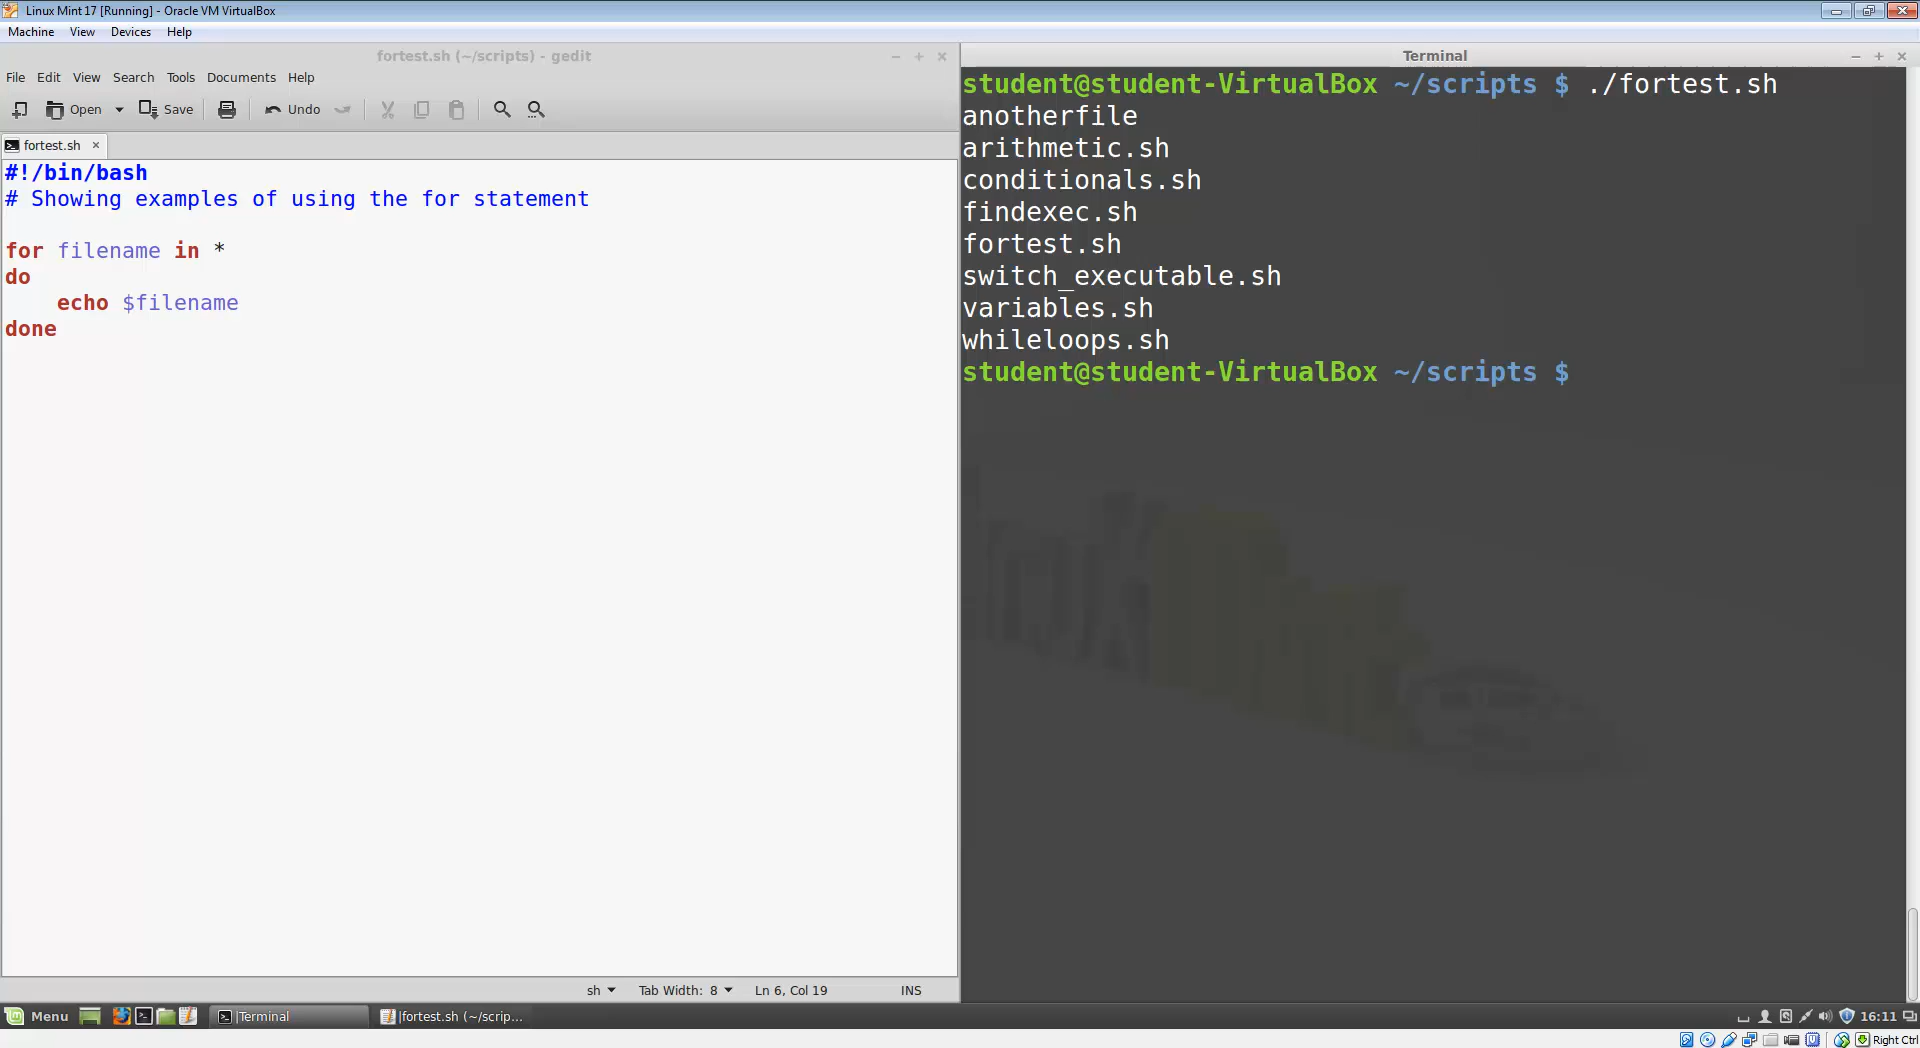 Linux Mint 17 [Running] - Oracle VM VirtualBox
Machine View Devices Help
fortest.sh (~/scripts) - gedit
File Edit View Search Tools Documents Help
Open Save Undo
fortest.sh
#!/bin/bash
# Showing examples of using the for statement
for filename in *
do
echo $filename
done
sh Tab Width: 8 Ln 6, Col 19 INS
Terminal
student@student-VirtualBox ~/scripts $ ./fortest.sh
anotherfile
arithmetic.sh
conditionals.sh
findexec.sh
fortest.sh
switch_executable.sh
variables.sh
whileloops.sh
student@student-VirtualBox ~/scripts $
Menu Terminal fortest.sh (~/scrip... 16:11
Right Ctrl